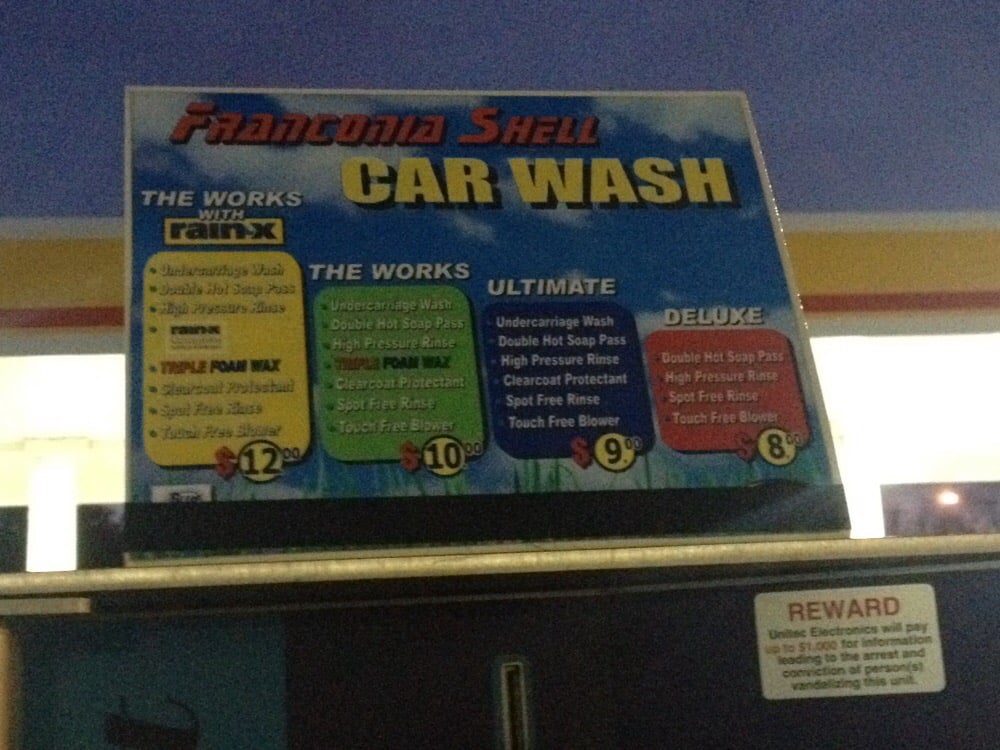 FRANCONIA SHELL
CAR WASH
THE WORKS
WITH
rain-x
• Undercarriage Wash
• Double Hot Soap Pass
• High Pressure Rinse
• rain-x
• TRIPLE FOAM WAX
• Clearcoat Protectant
• Spot Free Rinse
• Touch Free Blower
$12.00
THE WORKS
• Undercarriage Wash
• Double Hot Soap Pass
• High Pressure Rinse
• TRIPLE FOAM WAX
• Clearcoat Protectant
• Spot Free Rinse
• Touch Free Blower
$10.00
ULTIMATE
• Undercarriage Wash
• Double Hot Soap Pass
• High Pressure Rinse
• Clearcoat Protectant
• Spot Free Rinse
• Touch Free Blower
$9.00
DELUXE
• Double Hot Soap Pass
• High Pressure Rinse
• Spot Free Rinse
• Touch Free Blower
$8.00
REWARD
Unitec Electronics will pay
up to $1,000 for information
leading to the arrest and
conviction of person(s)
vandalizing this unit.